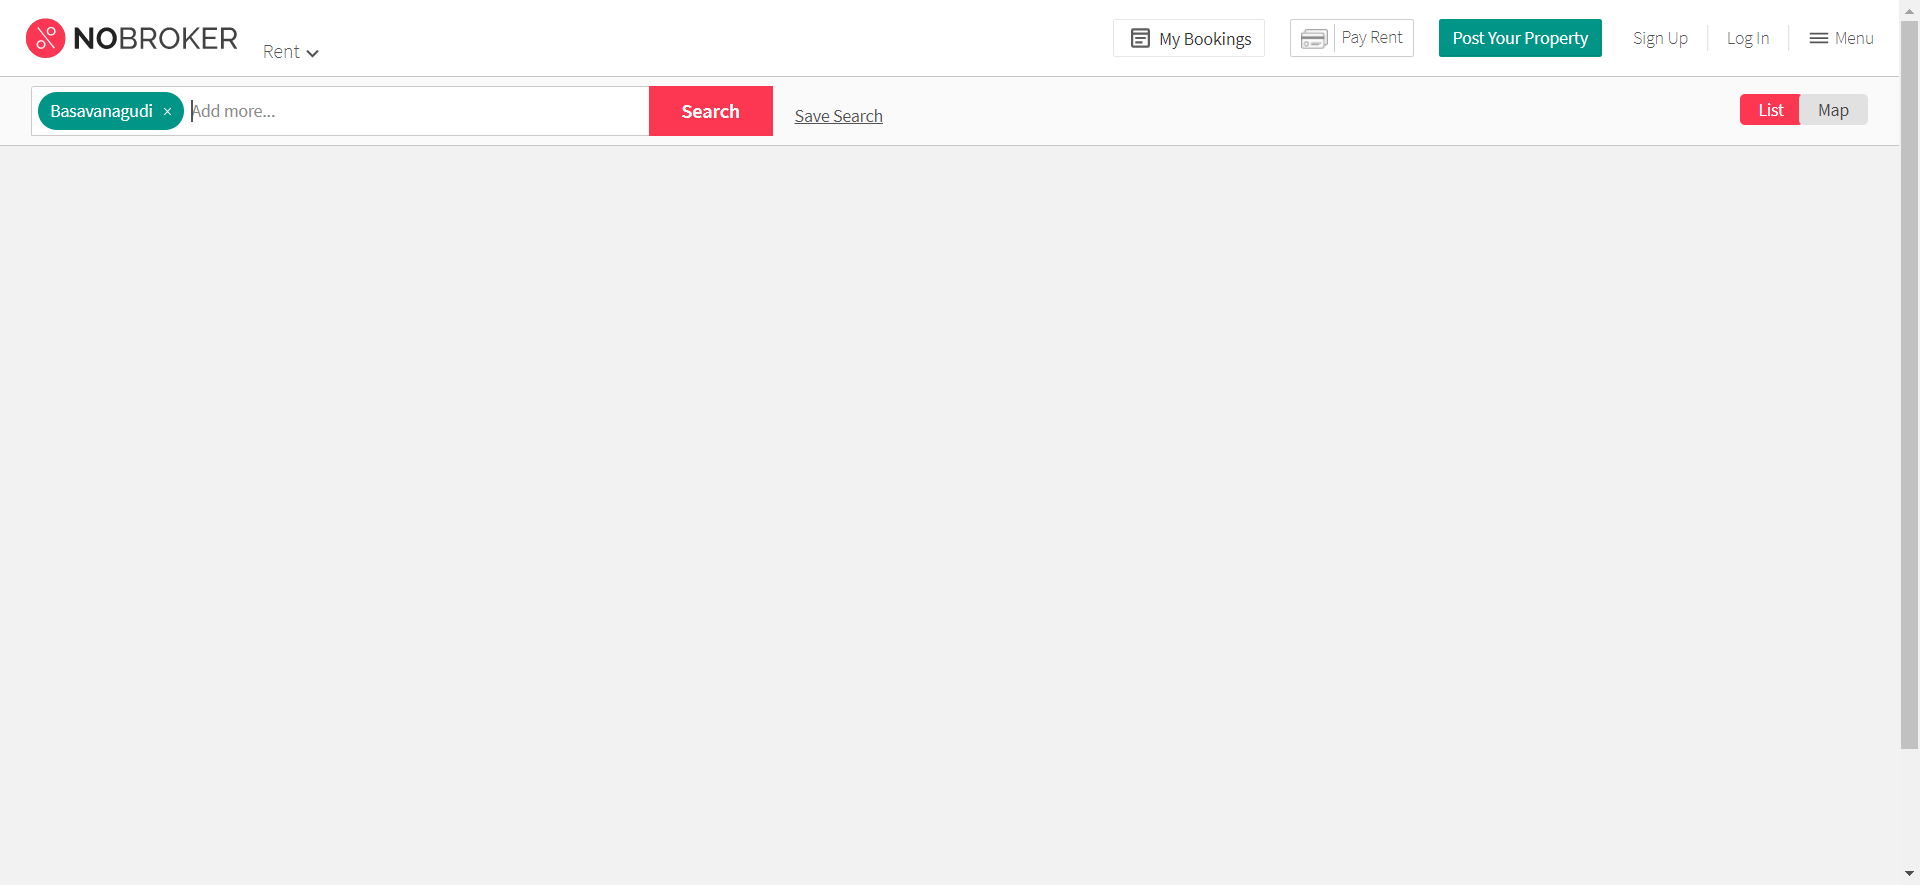 NOBROKER
Rent
My Bookings
Pay Rent
Post Your Property
Sign Up
Log In
Menu
Basavanagudi ×
Add more...
Search
Save Search
List
Map